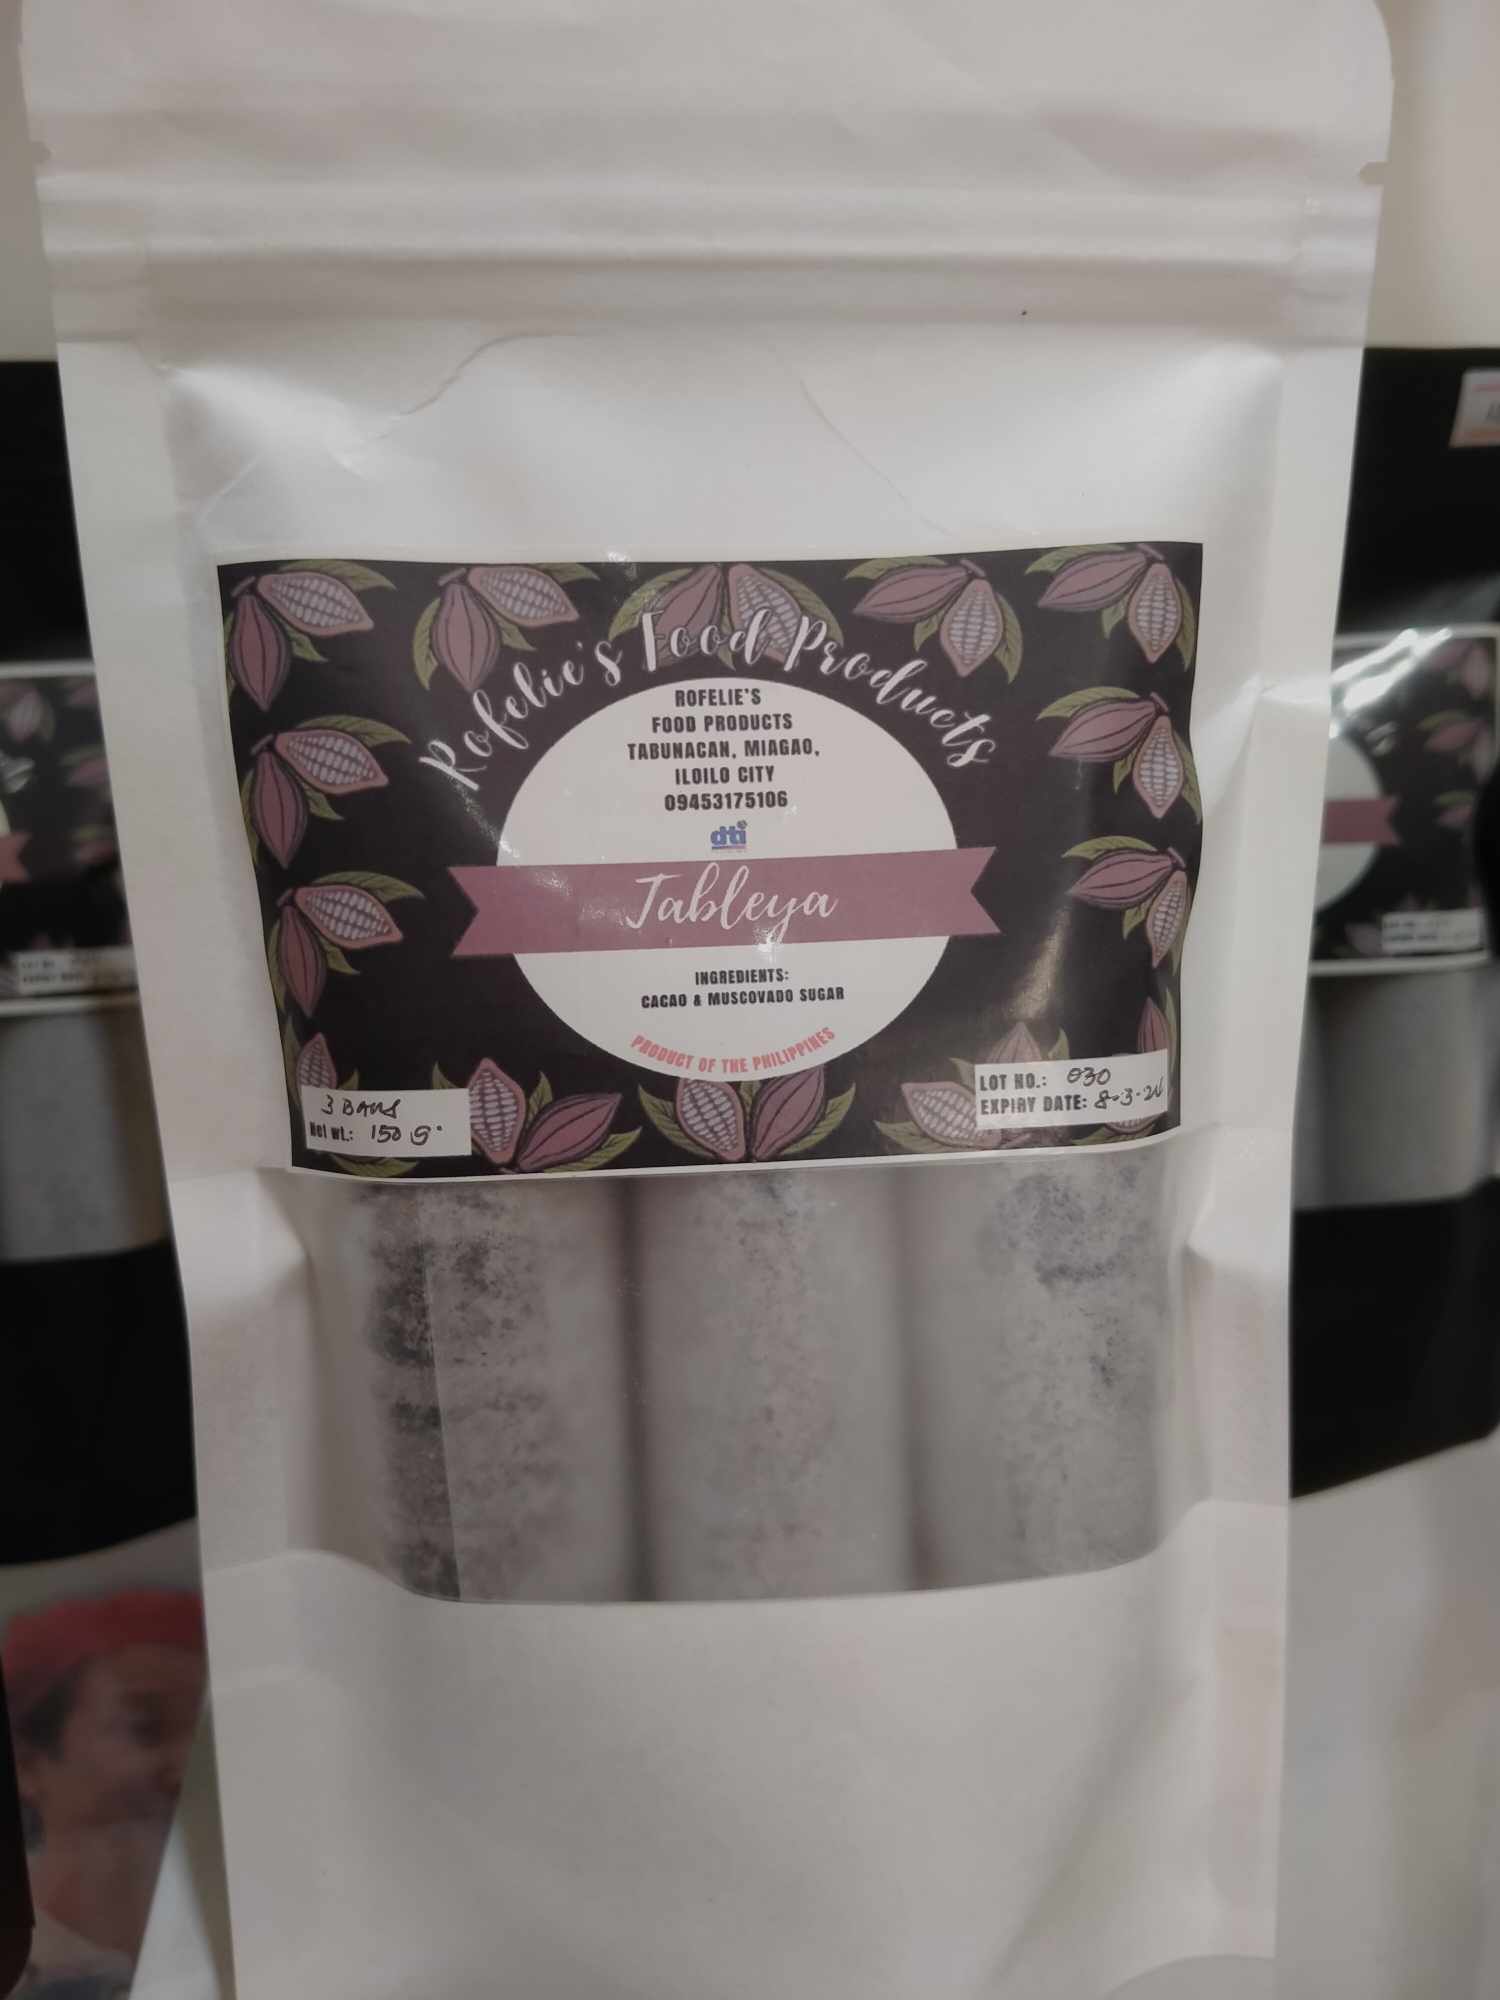 Rofelie's Food Products
ROFELIE'S
FOOD PRODUCTS
TABUNACAN, MIAGAO,
ILOILO CITY
09453175106
dti
Tableya
INGREDIENTS:
CACAO & MUSCOVADO SUGAR
PRODUCT OF THE PHILIPPINES
3 BARS
Net wt.: 150 G.
LOT NO.: 030
EXPIRY DATE: 8-3-26